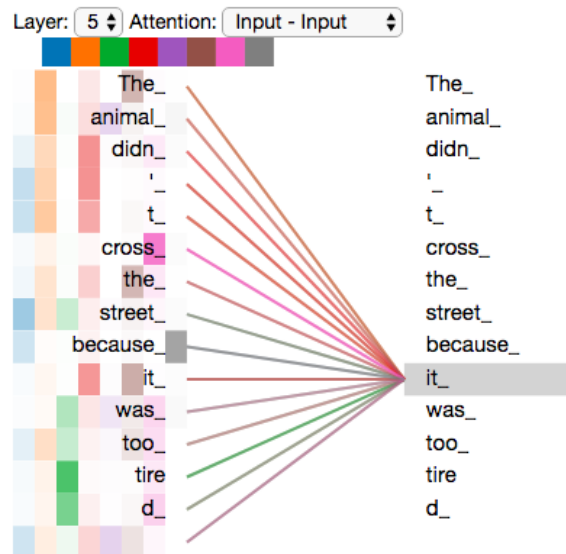 Layer: 5 Attention: Input - Input
The_ The_
animal_ animal_
didn_ didn_
'_ '_
t_ t_
cross_ cross_
the_ the_
street_ street_
because_ because_
it_ it_
was_ was_
too_ too_
tire tire
d_ d_